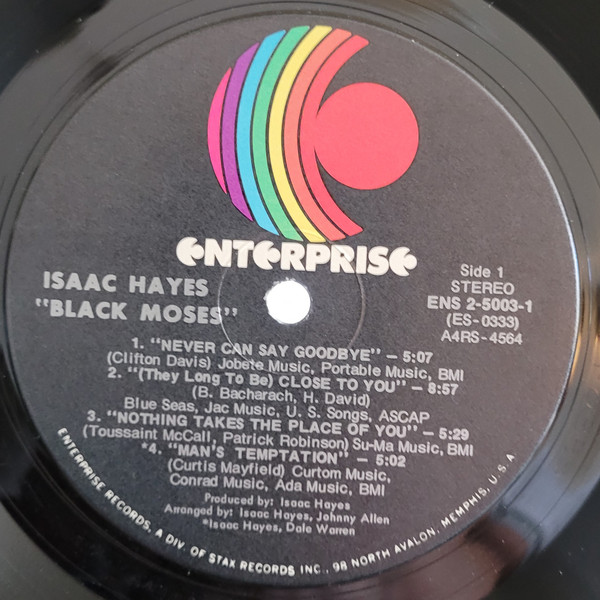 ENTERPRISE
ISAAC HAYES
"BLACK MOSES"
Side 1
STEREO
ENS 2-5003-1
(ES-0333)
A4RS-4564
1. "NEVER CAN SAY GOODBYE" – 5:07
(Clifton Davis) Jobete Music, Portable Music, BMI
2. "(They Long To Be) CLOSE TO YOU" – 8:57
(B. Bacharach, H. David)
Blue Seas, Jac Music, U. S. Songs, ASCAP
3. "NOTHING TAKES THE PLACE OF YOU" – 5:29
(Toussaint McCall, Patrick Robinson) Su-Ma Music, BMI
*4. "MAN'S TEMPTATION" – 5:02
(Curtis Mayfield) Curtom Music,
Conrad Music, Ada Music, BMI
Produced by: Isaac Hayes
Arranged by: Isaac Hayes, Johnny Allen
*Isaac Hayes, Dale Warren
ENTERPRISE RECORDS, A DIV. OF STAX RECORDS INC., 98 NORTH AVALON, MEMPHIS, U.S.A